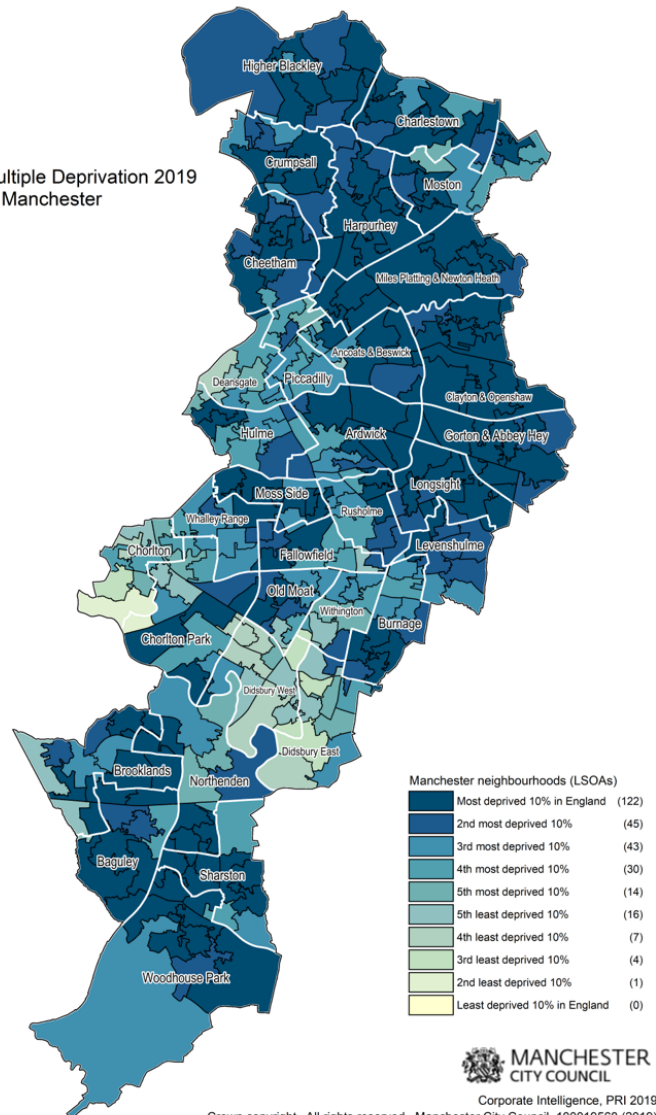 ultiple Deprivation 2019
Manchester
Higher Blackley
Charlestown
Crumpsall
Moston
Harpurhey
Cheetham
Miles Platting & Newton Heath
Ancoats & Beswick
Deansgate
Piccadilly
Clayton & Openshaw
Hulme
Ardwick
Gorton & Abbey Hey
Moss Side
Longsight
Rusholme
Whalley Range
Levenshulme
Chorlton
Fallowfield
Old Moat
Withington
Burnage
Chorlton Park
Didsbury West
Didsbury East
Brooklands
Northenden
Baguley
Sharston
Woodhouse Park
Manchester neighbourhoods (LSOAs)
Most deprived 10% in England (122)
2nd most deprived 10% (45)
3rd most deprived 10% (43)
4th most deprived 10% (30)
5th most deprived 10% (14)
5th least deprived 10% (16)
4th least deprived 10% (7)
3rd least deprived 10% (4)
2nd least deprived 10% (1)
Least deprived 10% in England (0)
MANCHESTER
CITY COUNCIL
Corporate Intelligence, PRI 2019